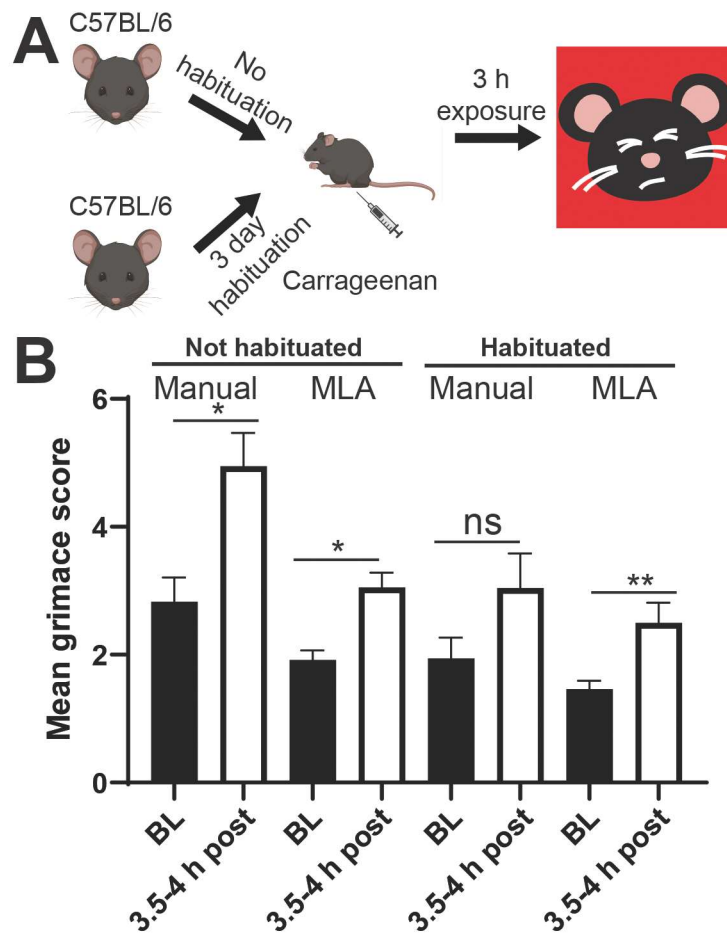 A
C57BL/6
No
habituation
C57BL/6
3 day
habituation
Carrageenan
3 h
exposure
B
Not habituated
Habituated
Manual
MLA
Manual
MLA
*
*
ns
**
Mean grimace score
6
4
2
0
BL
3.5-4 h post
BL
3.5-4 h post
BL
3.5-4 h post
BL
3.5-4 h post